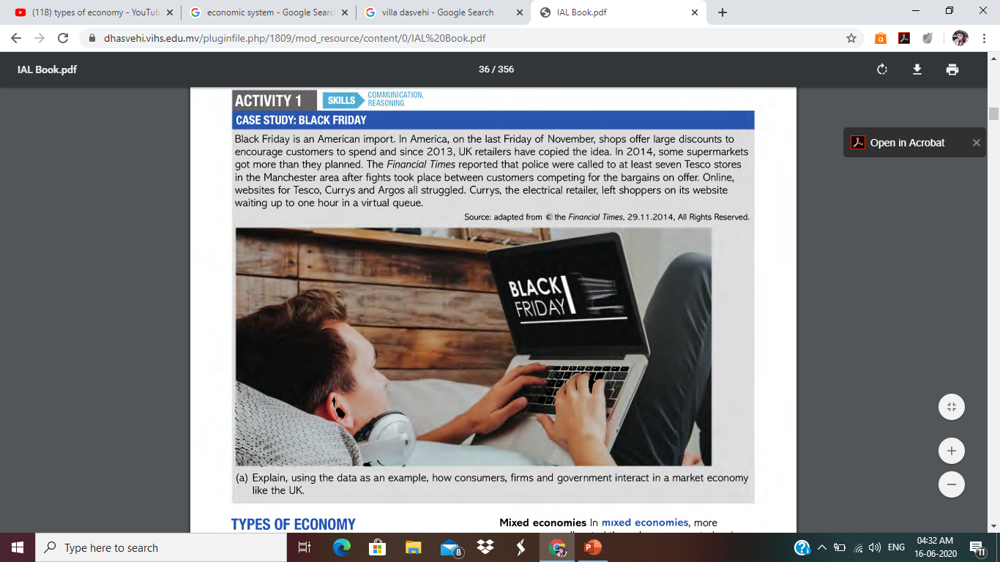 (118) types of economy - YouTub
economic system - Google Searc
villa dasvehi - Google Search
IAL Book.pdf
dhasvehi.vihs.edu.mv/pluginfile.php/1809/mod_resource/content/0/IAL%20Book.pdf
IAL Book.pdf
36 / 356
Open in Acrobat
ACTIVITY 1
SKILLS
COMMUNICATION,
REASONING
CASE STUDY: BLACK FRIDAY
Black Friday is an American import. In America, on the last Friday of November, shops offer large discounts to
encourage customers to spend and since 2013, UK retailers have copied the idea. In 2014, some supermarkets
got more than they planned. The Financial Times reported that police were called to at least seven Tesco stores
in the Manchester area after fights took place between customers competing for the bargains on offer. Online,
websites for Tesco, Currys and Argos all struggled. Currys, the electrical retailer, left shoppers on its website
waiting up to one hour in a virtual queue.
Source: adapted from © the Financial Times, 29.11.2014, All Rights Reserved.
BLACK
FRIDAY
(a) Explain, using the data as an example, how consumers, firms and government interact in a market economy
like the UK.
TYPES OF ECONOMY
Mixed economies In mixed economies, more
Type here to search
8
ENG
04:32 AM
16-06-2020
11